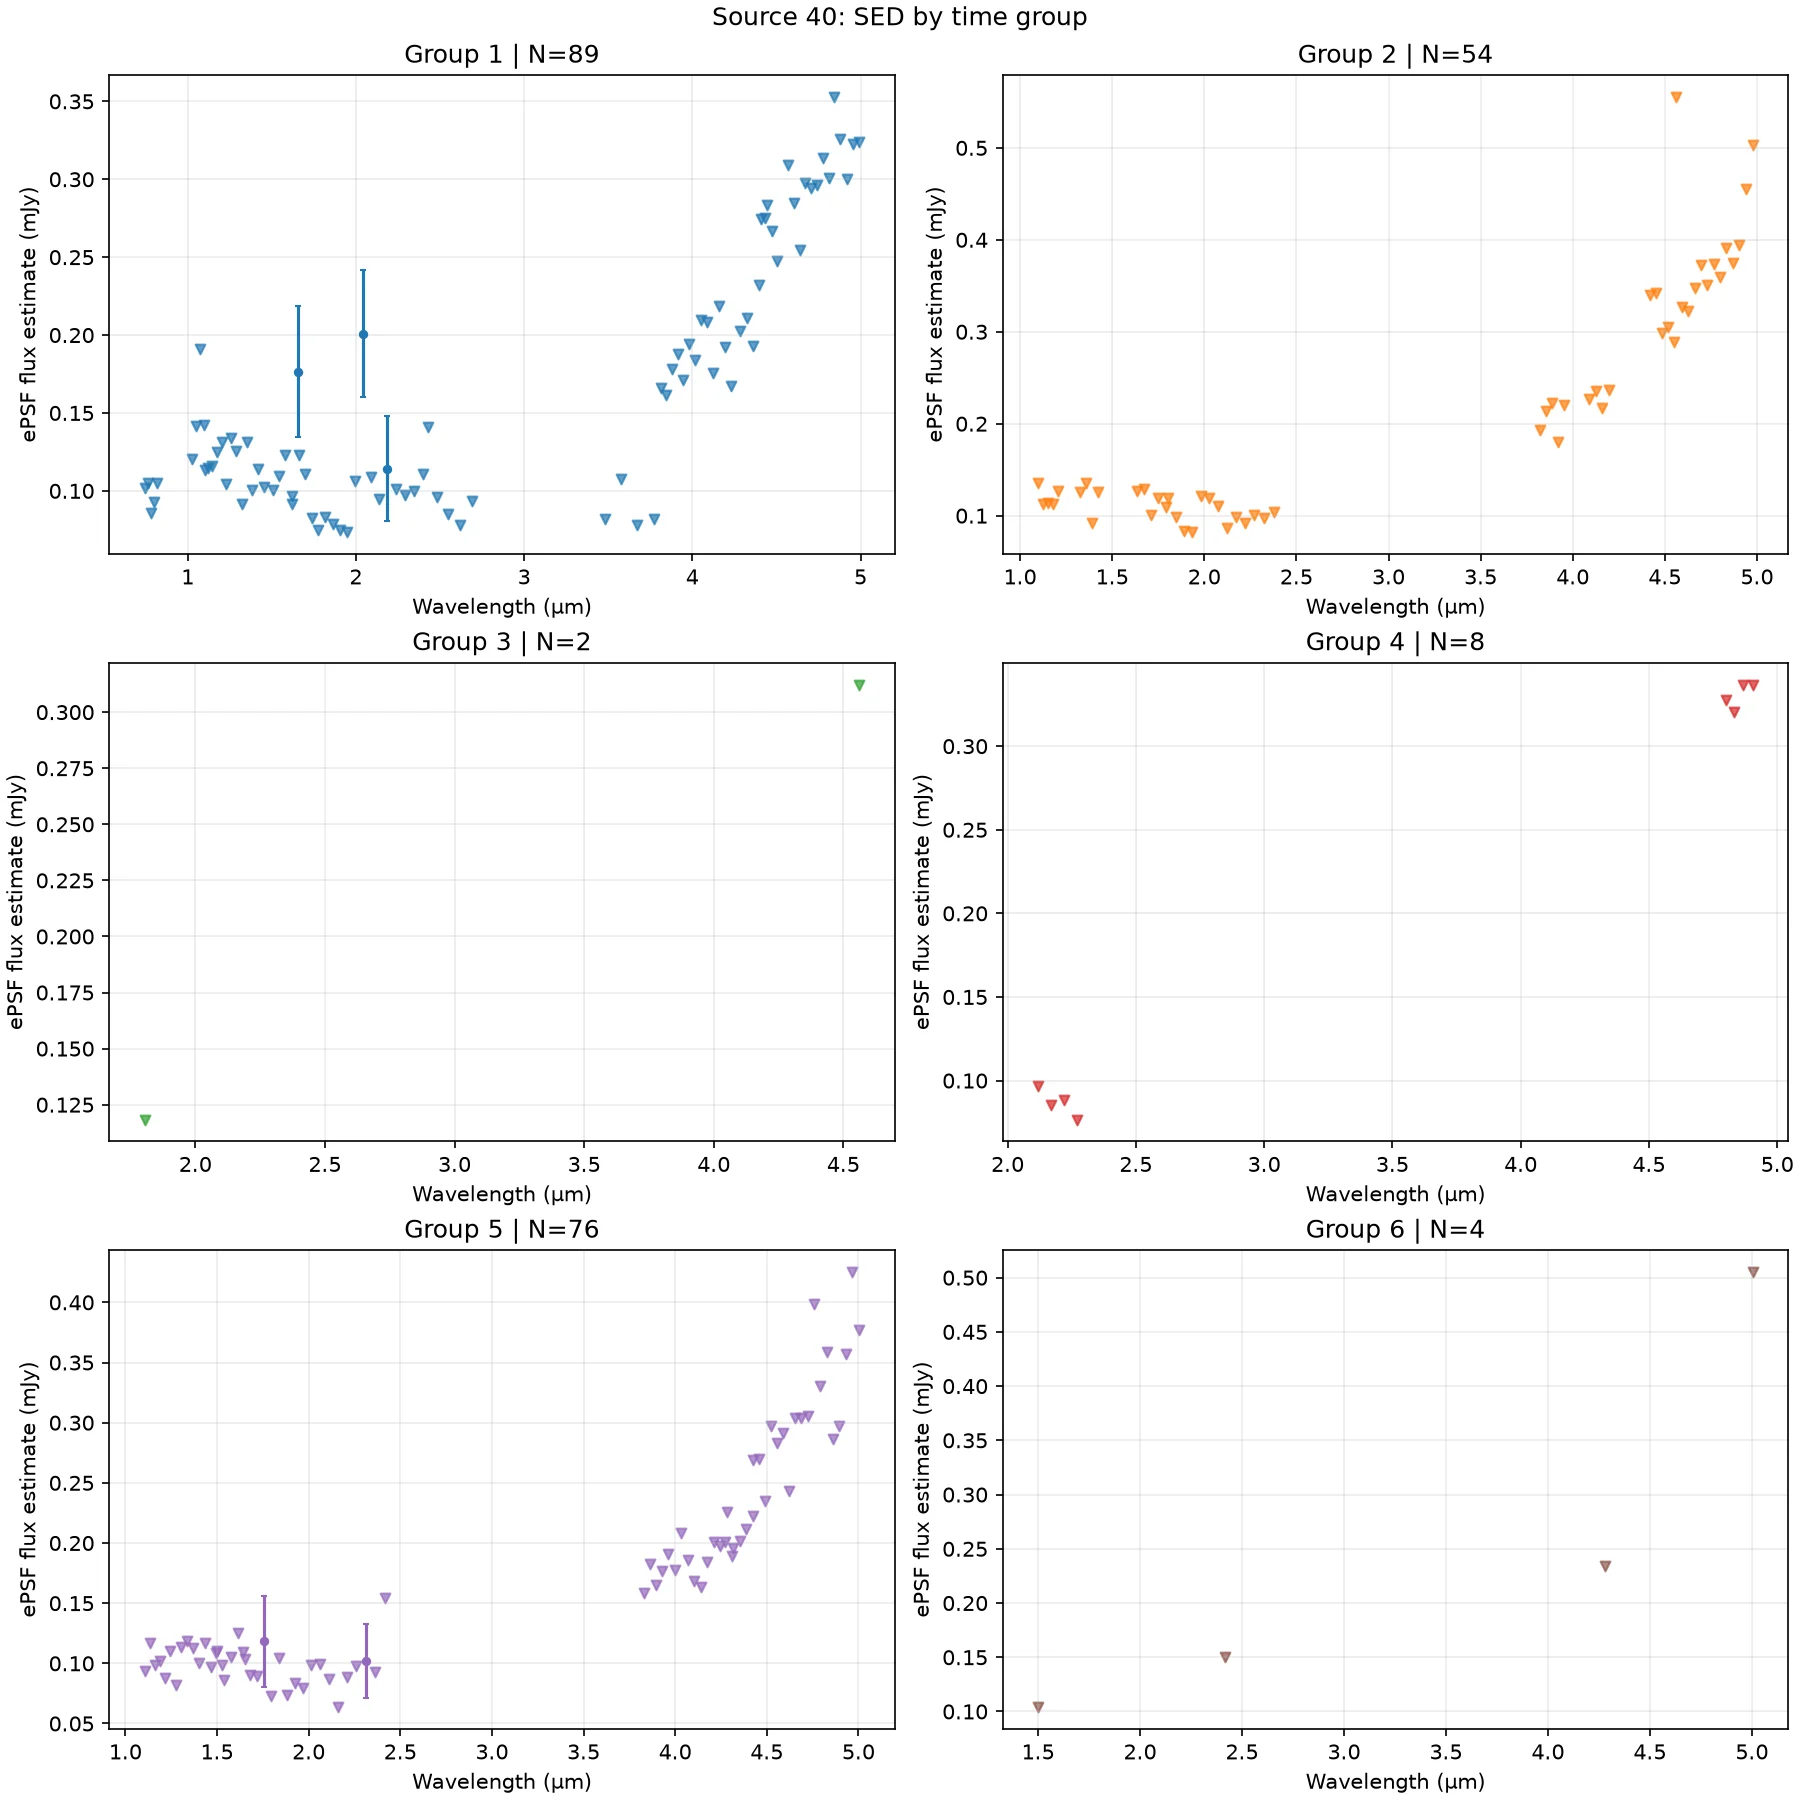 Source 40: SED by time group
Group 1 | N=89
Group 2 | N=54
ePSF flux estimate (mJy)
0.35
0.30
0.25
0.20
0.15
0.10
1 2 3 4 5
Wavelength (μm)
ePSF flux estimate (mJy)
0.5
0.4
0.3
0.2
0.1
1.0 1.5 2.0 2.5 3.0 3.5 4.0 4.5 5.0
Wavelength (μm)
Group 3 | N=2
Group 4 | N=8
ePSF flux estimate (mJy)
0.300
0.275
0.250
0.225
0.200
0.175
0.150
0.125
2.0 2.5 3.0 3.5 4.0 4.5
Wavelength (μm)
ePSF flux estimate (mJy)
0.30
0.25
0.20
0.15
0.10
2.0 2.5 3.0 3.5 4.0 4.5 5.0
Wavelength (μm)
Group 5 | N=76
Group 6 | N=4
ePSF flux estimate (mJy)
0.40
0.35
0.30
0.25
0.20
0.15
0.10
0.05
1.0 1.5 2.0 2.5 3.0 3.5 4.0 4.5 5.0
Wavelength (μm)
ePSF flux estimate (mJy)
0.50
0.45
0.40
0.35
0.30
0.25
0.20
0.15
0.10
1.5 2.0 2.5 3.0 3.5 4.0 4.5 5.0
Wavelength (μm)